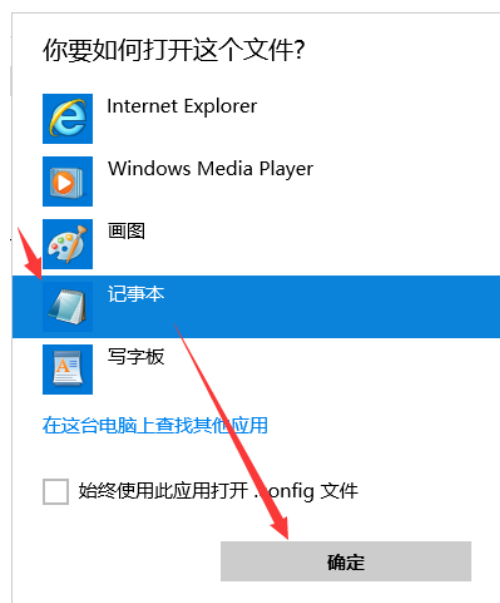 你要如何打开这个文件?
Internet Explorer
Windows Media Player
画图
记事本
写字板
在这台电脑上查找其他应用
始终使用此应用打开 .config 文件
确定